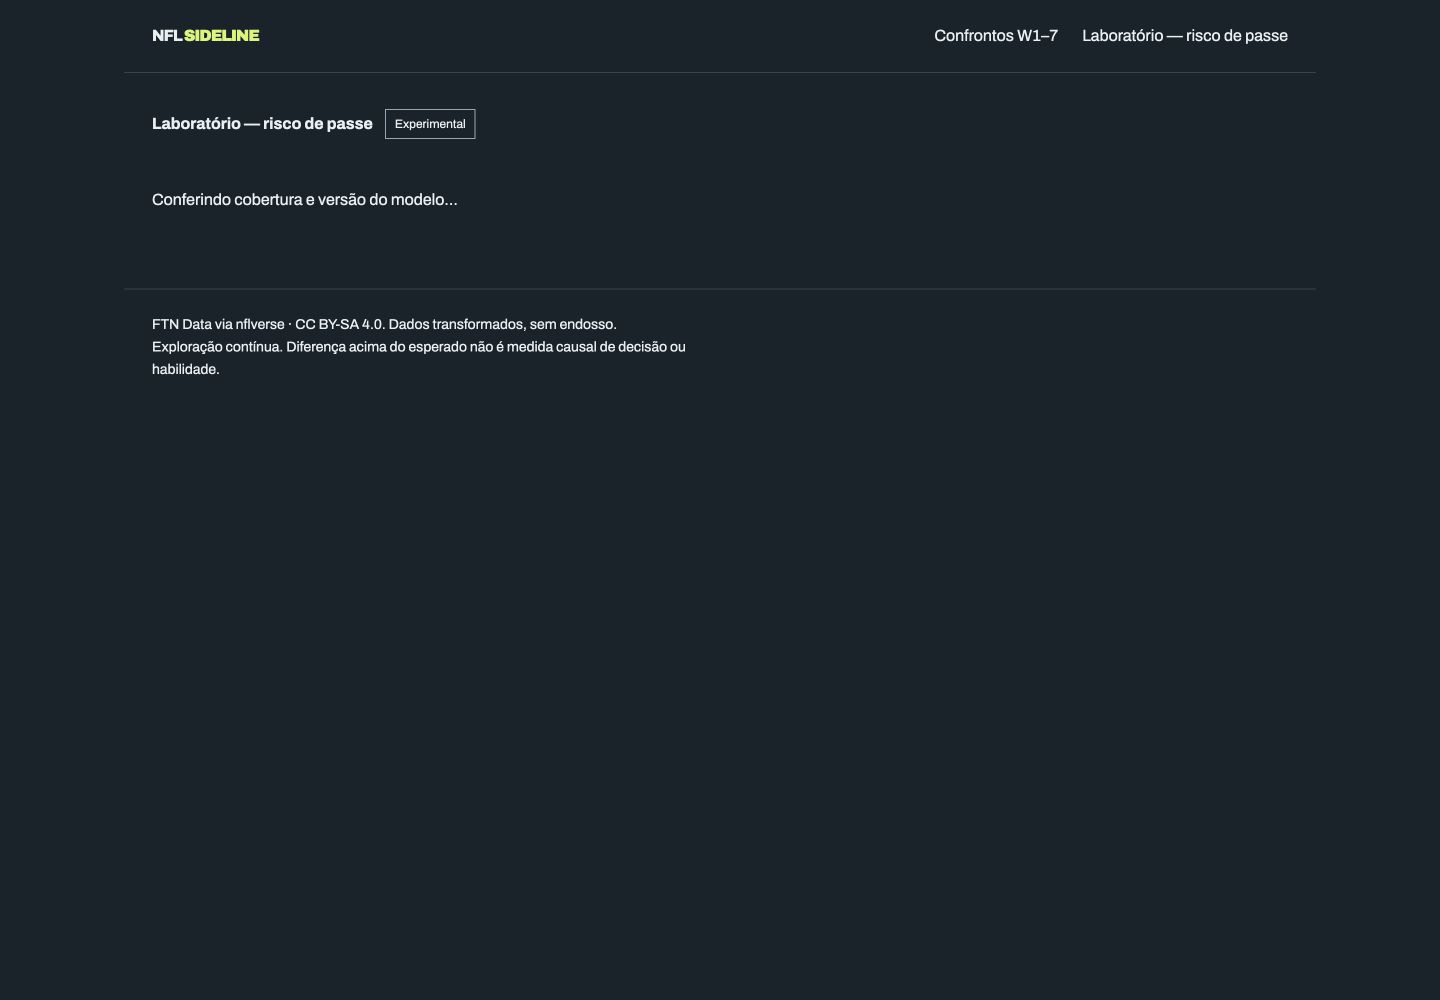 NFLSIDELINE
Confrontos W1–7
Laboratório — risco de passe
Laboratório — risco de passe
Experimental
Conferindo cobertura e versão do modelo…
FTN Data via nflverse · CC BY-SA 4.0. Dados transformados, sem endosso.
Exploração contínua. Diferença acima do esperado não é medida causal de decisão ou
habilidade.